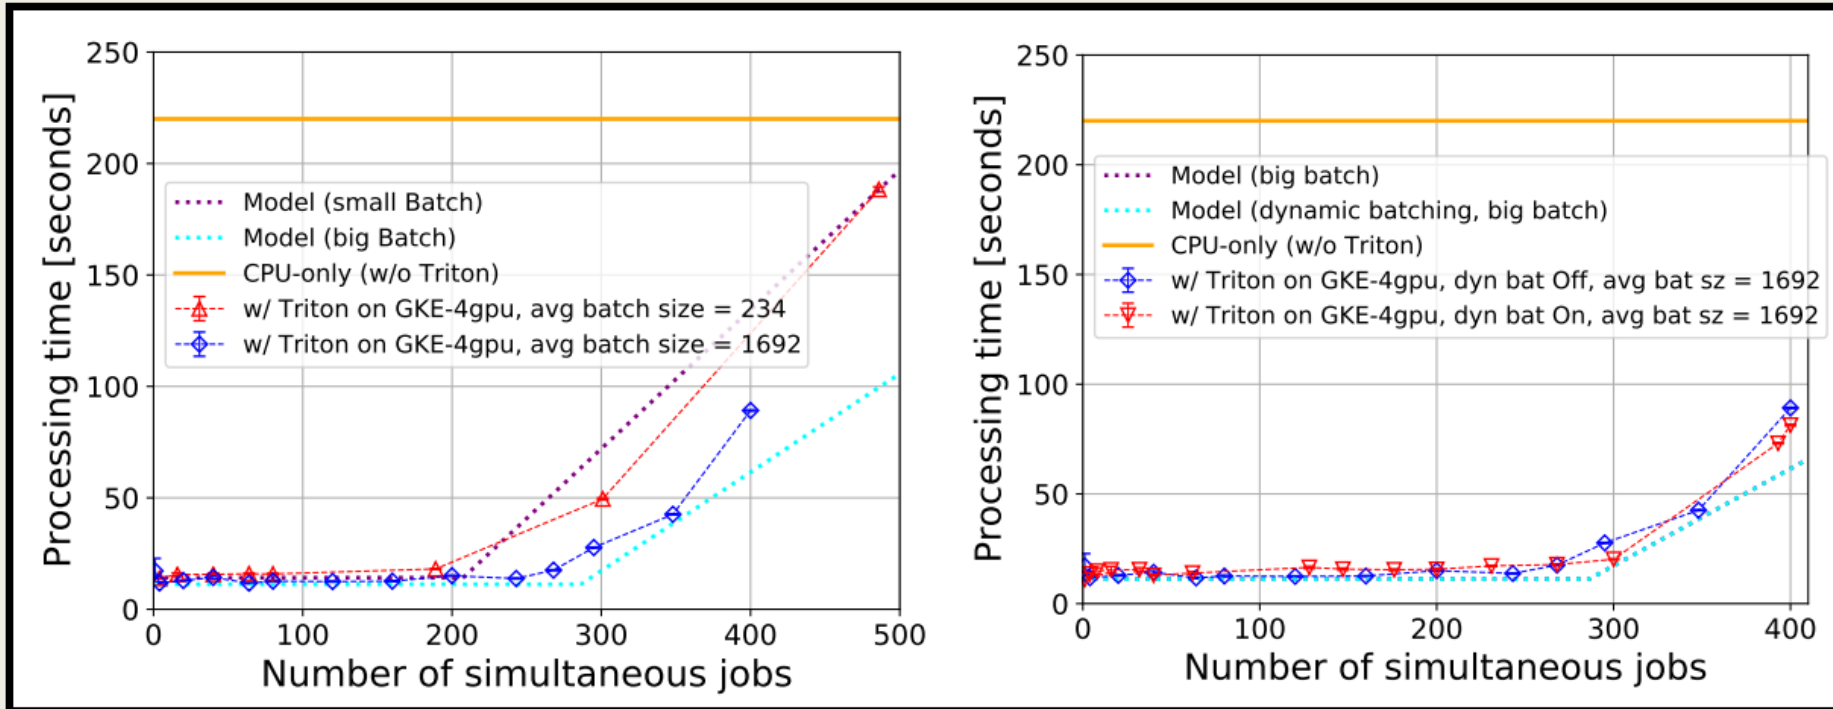 250
200
150
100
50
0
Processing time [seconds]
Model (small Batch)
Model (big Batch)
CPU-only (w/o Triton)
w/ Triton on GKE-4gpu, avg batch size = 234
w/ Triton on GKE-4gpu, avg batch size = 1692
0 100 200 300 400 500
Number of simultaneous jobs
250
200
150
100
50
0
Processing time [seconds]
Model (big batch)
Model (dynamic batching, big batch)
CPU-only (w/o Triton)
w/ Triton on GKE-4gpu, dyn bat Off, avg bat sz = 1692
w/ Triton on GKE-4gpu, dyn bat On, avg bat sz = 1692
0 100 200 300 400
Number of simultaneous jobs